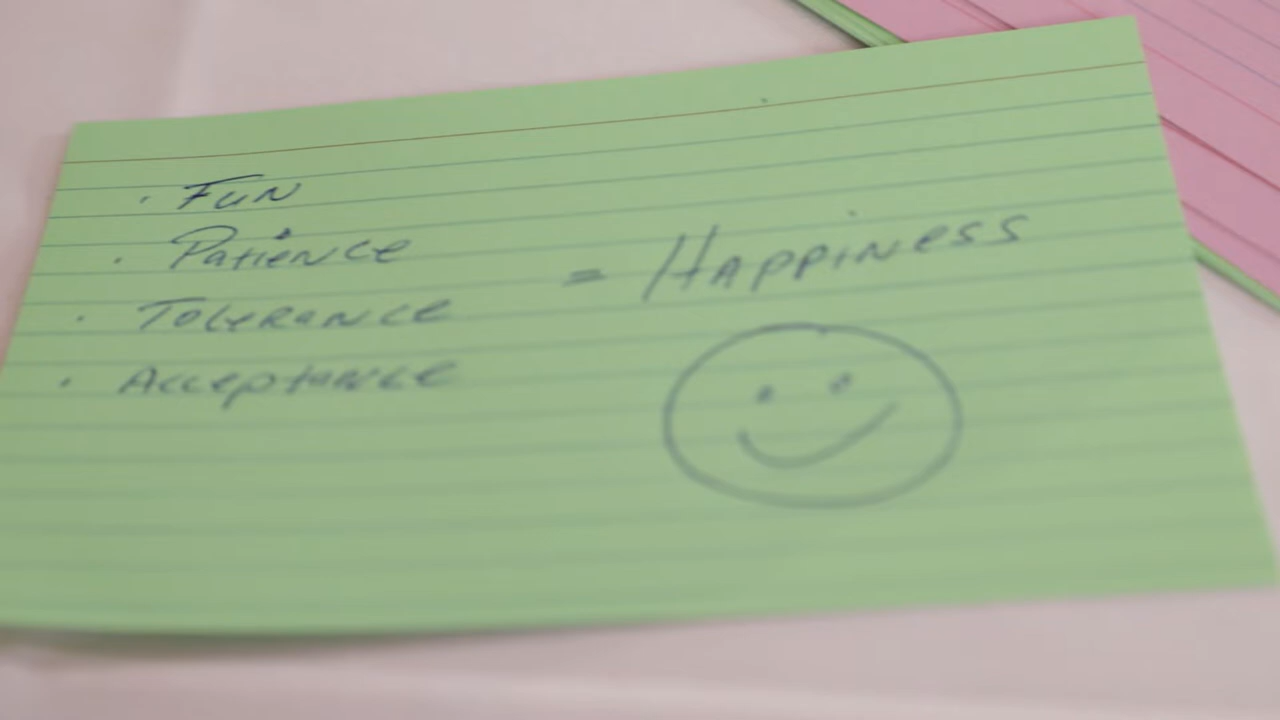 · Fun
· Patience
· Tolerance
· Acceptance
= Happiness